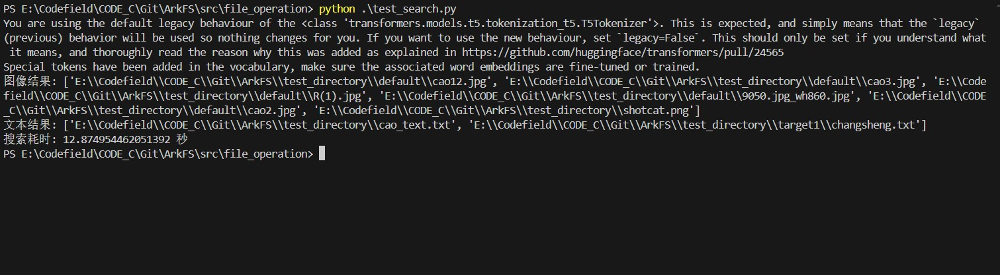 PS E:\Codefield\CODE_C\Git\ArkFS\src\file_operation> python .\test_search.py
You are using the default legacy behaviour of the <class 'transformers.models.t5.tokenization_t5.T5Tokenizer'>. This is expected, and simply means that the `legacy`
(previous) behavior will be used so nothing changes for you. If you want to use the new behaviour, set `legacy=False`. This should only be set if you understand what
it means, and thoroughly read the reason why this was added as explained in https://github.com/huggingface/transformers/pull/24565
Special tokens have been added in the vocabulary, make sure the associated word embeddings are fine-tuned or trained.
图像结果: ['E:\\Codefield\\CODE_C\\Git\\ArkFS\\test_directory\\default\\cao12.jpg', 'E:\\Codefield\\CODE_C\\Git\\ArkFS\\test_directory\\default\\cao3.jpg', 'E:\\Code
field\\CODE_C\\Git\\ArkFS\\test_directory\\default\\R(1).jpg', 'E:\\Codefield\\CODE_C\\Git\\ArkFS\\test_directory\\default\\9050.jpg_wh860.jpg', 'E:\\Codefield\\CODE
_C\\Git\\ArkFS\\test_directory\\default\\cao2.jpg', 'E:\\Codefield\\CODE_C\\Git\\ArkFS\\test_directory\\shotcat.png']
文本结果: ['E:\\Codefield\\CODE_C\\Git\\ArkFS\\test_directory\\cao_text.txt', 'E:\\Codefield\\CODE_C\\Git\\ArkFS\\test_directory\\target1\\changsheng.txt']
搜索耗时: 12.874954462051392 秒
PS E:\Codefield\CODE_C\Git\ArkFS\src\file_operation>